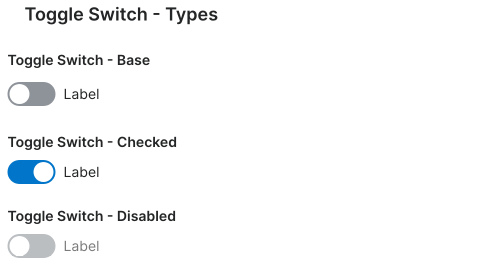 Toggle Switch - Types
Toggle Switch - Base
Label
Toggle Switch - Checked
Label
Toggle Switch - Disabled
Label